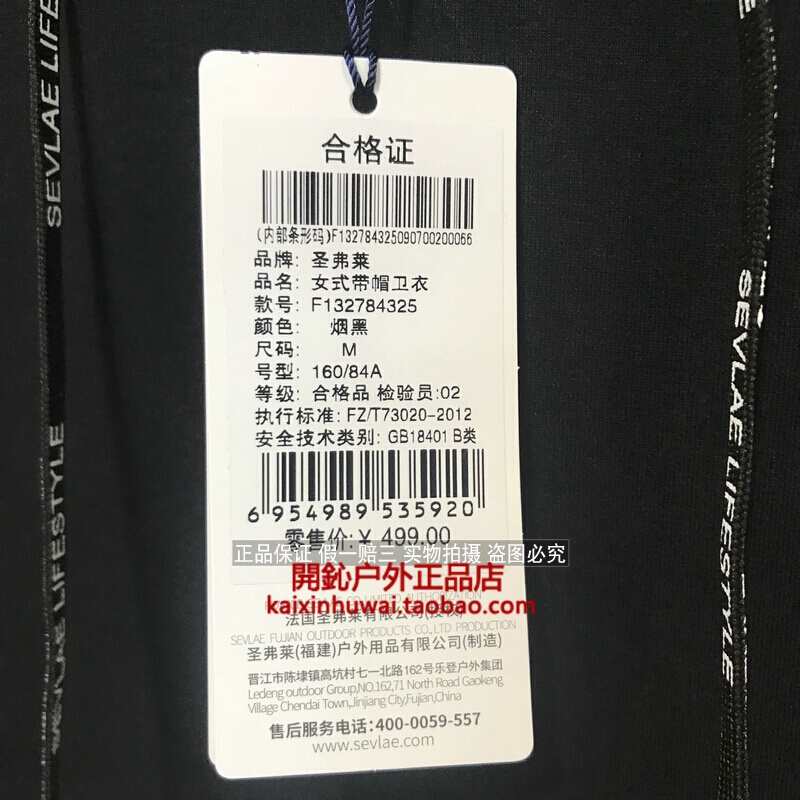 SEVLAE LIFE
SEVLAE LIFESTYLE
合格证
(内部条形码)F13278432509070020​0066
品牌: 圣弗莱
品名: 女式带帽卫衣
款号: F132784325
颜色: 烟黑
尺码: M
号型: 160/84A
等级: 合格品 检验员:02
执行标准: FZ/T73020-2012
安全技术类别: GB18401 B类
6 954989 535920
零售价:¥ 499.00
正品保证 假一赔三 实物拍摄 盗图必究
開鈊户外正品店
kaixinhuwai.taobao.com
法国圣弗莱有限公司(授权)
SEVLAE FUJIAN OUTDOOR PRODUCTS CO.,LTD PRODUCTION
圣弗莱(福建)户外用品有限公司(制造)
晋江市陈埭镇高坑村七一北路162号乐登户外集团
Ledeng outdoor Group,NO.162,71 North Road Gaokeng
Village Chendai Town,Jinjiang City,Fujian,China
售后服务电话:400-0059-557
www.sevlae.com
SEVLAE LIFESTYLE